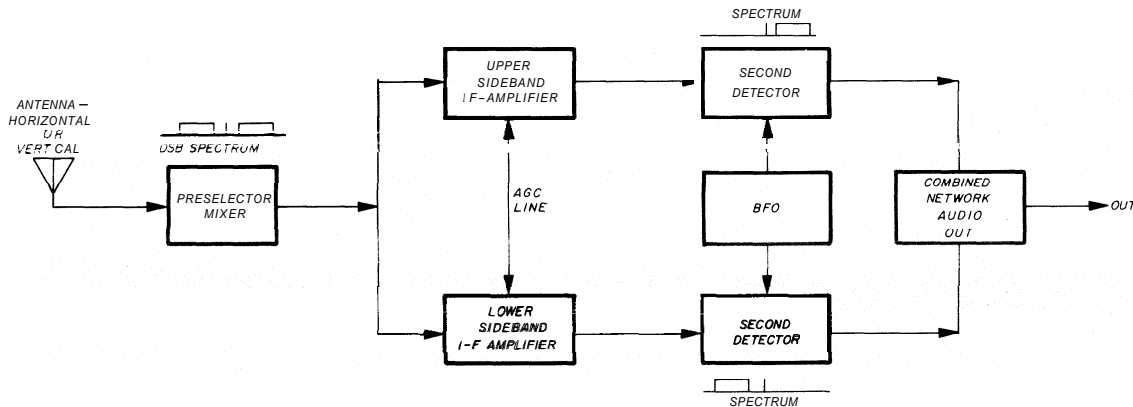 SPECTRUM
UPPER
SIDEBAND
I F-AMPLIFIER
SECOND
DETECTOR
ANTENNA —
HORIZONTAL
OR
VERTICAL
DSB SPECTRUM
PRESELECTOR
MIXER
AGC
LINE
BFO
COMBINED
NETWORK
AUDIO
OUT
OUT
LOWER
SIDEBAND
I-F AMPLIFIER
SECOND
DETECTOR
SPECTRUM